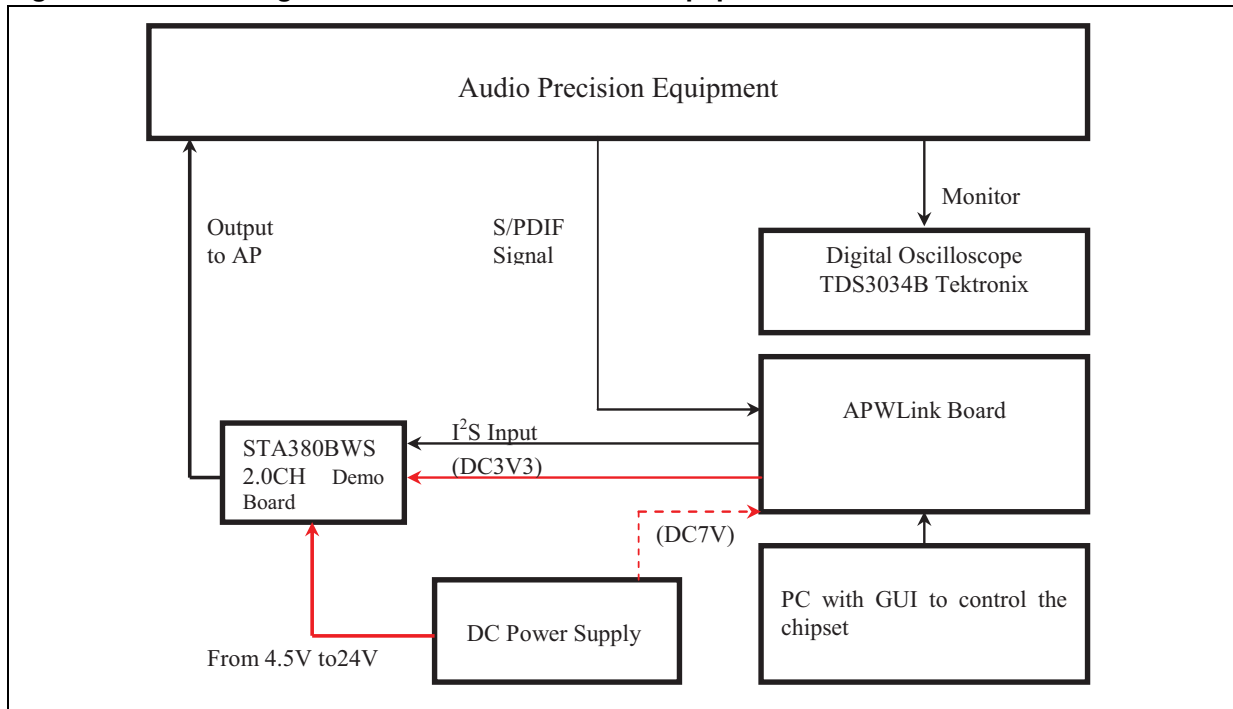 Audio Precision Equipment
Output
to AP
S/PDIF
Signal
Monitor
Digital Oscilloscope
TDS3034B Tektronix
APWLink Board
I²S Input
(DC3V3)
STA380BWS
2.0CH Demo
Board
(DC7V)
DC Power Supply
From 4.5V to24V
PC with GUI to control the
chipset